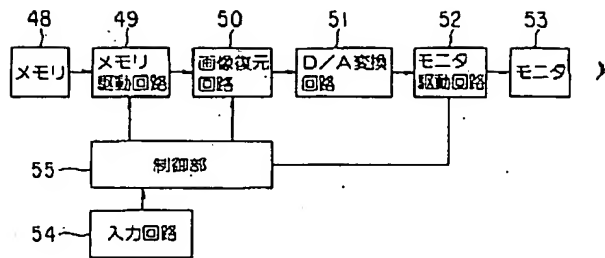 48
49
50
51
52
53
メモリ
メモリ
駆動回路
画像復元
回路
D/A変換
回路
モニタ
駆動回路
モニタ
55
制御部
54
入力回路